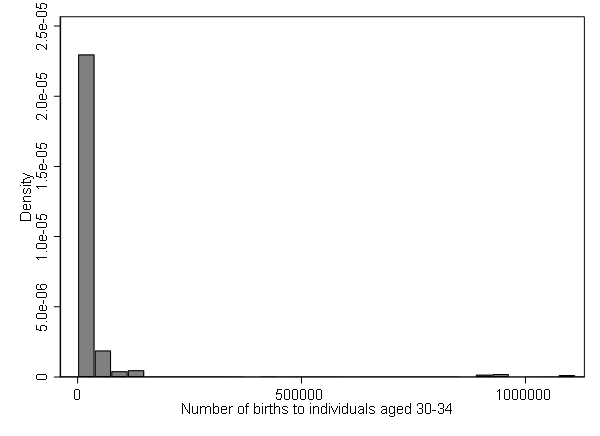 2.5e-05
2.0e-05
1.5e-05
1.0e-05
5.0e-06
0
Density
0 500000 1000000
Number of births to individuals aged 30-34